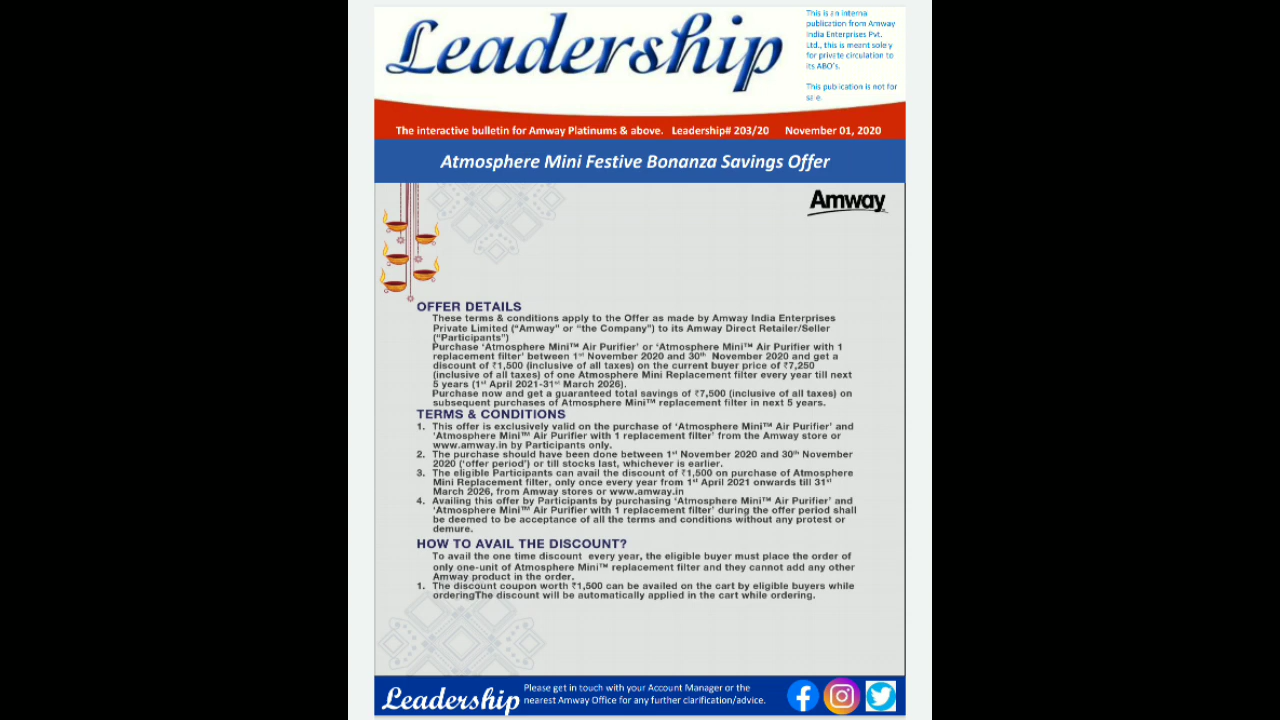 Leadership
This is an interna
publication from Amway
India Enterprises Pvt.
Ltd., this is meant solely
for private circulation to
its ABO's.
This publication is not for
sale.
The interactive bulletin for Amway Platinums & above. Leadership# 203/20 November 01, 2020
Atmosphere Mini Festive Bonanza Savings Offer
Amway
OFFER DETAILS
These terms & conditions apply to the Offer as made by Amway India Enterprises
Private Limited ("Amway" or "the Company") to its Amway Direct Retailer/Seller
("Participants")
Purchase 'Atmosphere Mini™ Air Purifier' or 'Atmosphere Mini™ Air Purifier with 1
replacement filter' between 1st November 2020 and 30th November 2020 and get a
discount of ₹1,500 (inclusive of all taxes) on the current buyer price of ₹7,250
(inclusive of all taxes) of one Atmosphere Mini Replacement filter every year till next
5 years (1st April 2021-31st March 2026).
Purchase now and get a guaranteed total savings of ₹7,500 (inclusive of all taxes) on
subsequent purchases of Atmosphere Mini™ replacement filter in next 5 years.
TERMS & CONDITIONS
1. This offer is exclusively valid on the purchase of 'Atmosphere Mini™ Air Purifier' and
'Atmosphere Mini™ Air Purifier with 1 replacement filter' from the Amway store or
www.amway.in by Participants only.
2. The purchase should have been done between 1st November 2020 and 30th November
2020 ('offer period') or till stocks last, whichever is earlier.
3. The eligible Participants can avail the discount of ₹1,500 on purchase of Atmosphere
Mini Replacement filter, only once every year from 1st April 2021 onwards till 31st
March 2026, from Amway stores or www.amway.in
4. Availing this offer by Participants by purchasing 'Atmosphere Mini™ Air Purifier' and
'Atmosphere Mini™ Air Purifier with 1 replacement filter' during the offer period shall
be deemed to be acceptance of all the terms and conditions without any protest or
demure.
HOW TO AVAIL THE DISCOUNT?
To avail the one time discount every year, the eligible buyer must place the order of
only one-unit of Atmosphere Mini™ replacement filter and they cannot add any other
Amway product in the order.
1. The discount coupon worth ₹1,500 can be availed on the cart by eligible buyers while
orderingThe discount will be automatically applied in the cart while ordering.
Leadership
Please get in touch with your Account Manager or the
nearest Amway Office for any further clarification/advice.